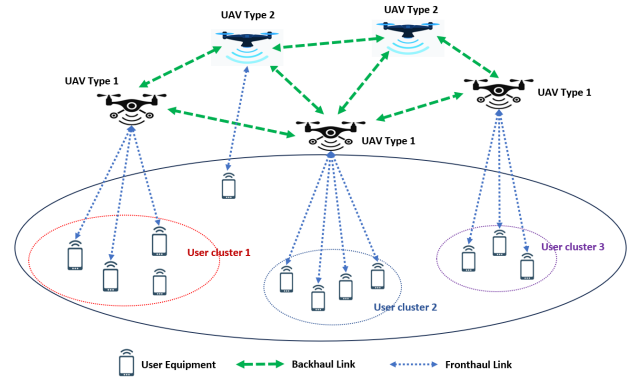 UAV Type 2
UAV Type 2
UAV Type 1
UAV Type 1
UAV Type 1
User cluster 1
User cluster 3
User cluster 2
User Equipment
Backhaul Link
Fronthaul Link